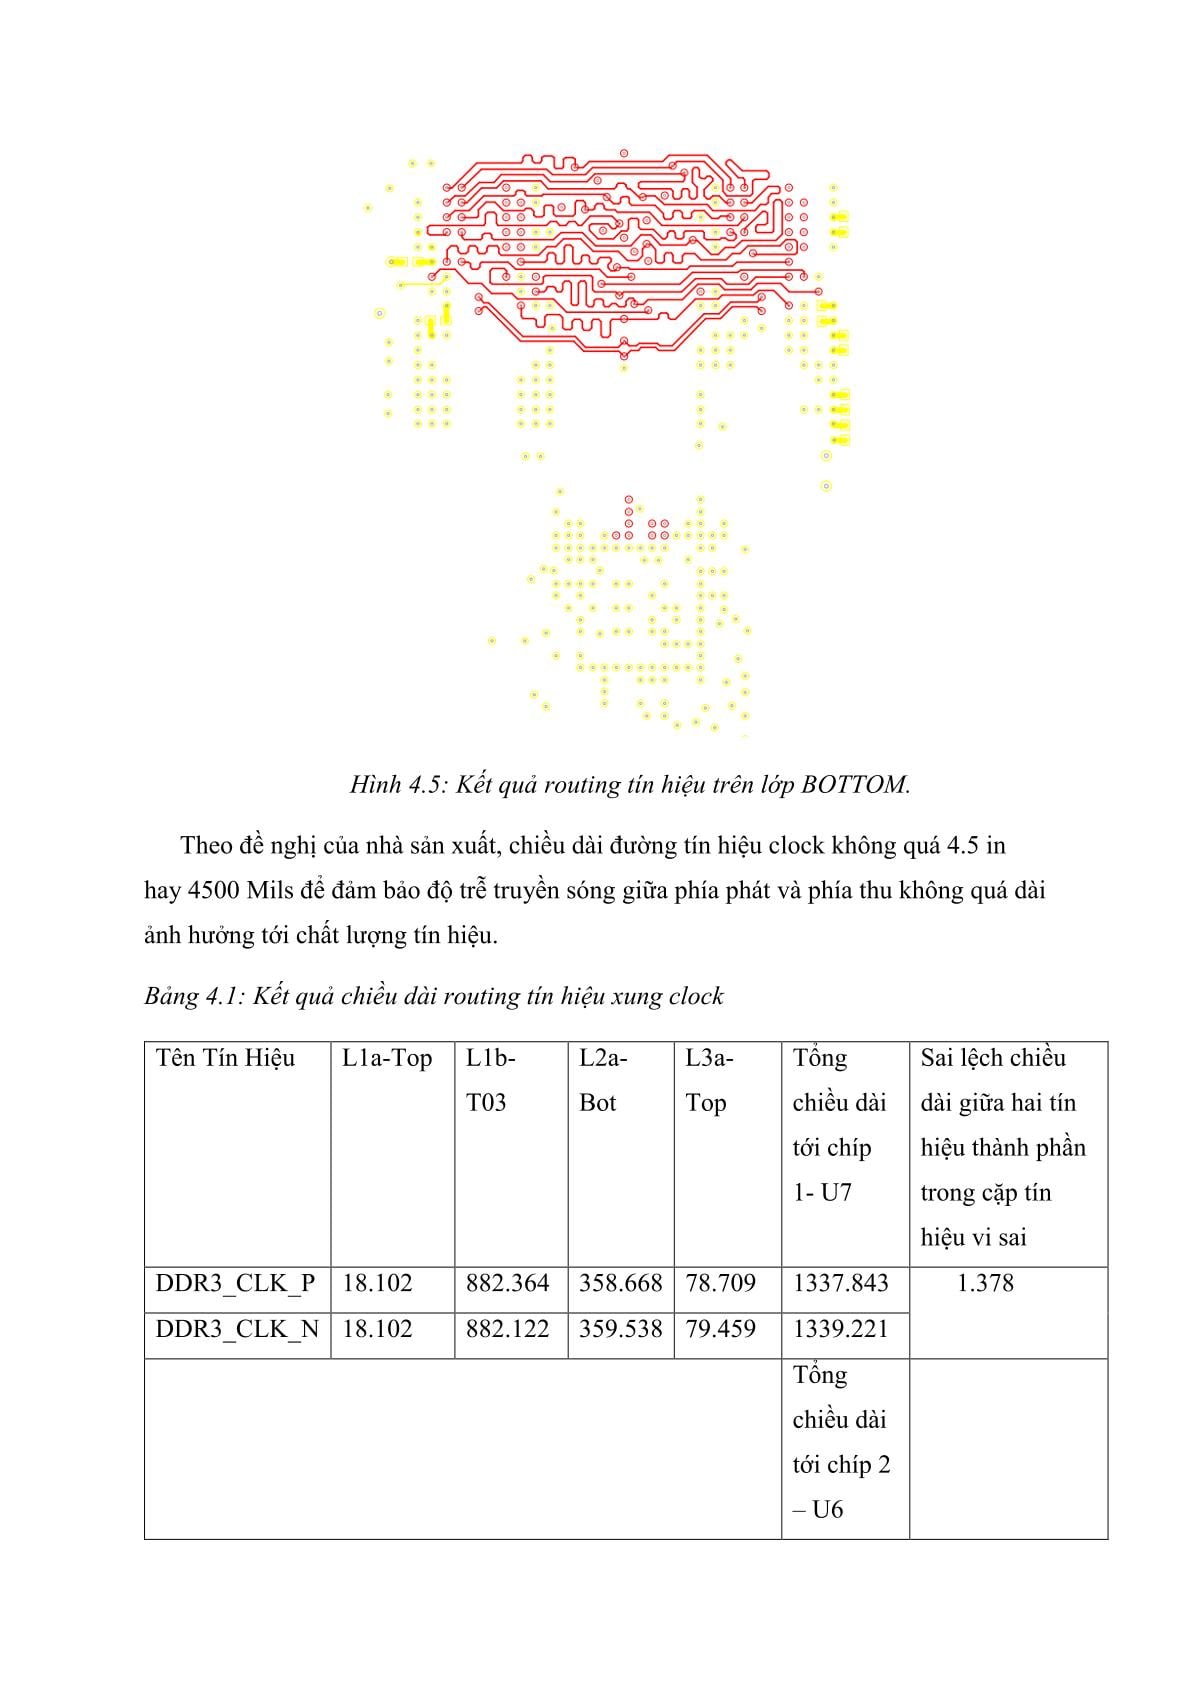 Hình 4.5: Kết quả routing tín hiệu trên lớp BOTTOM.
Theo đề nghị của nhà sản xuất, chiều dài đường tín hiệu clock không quá 4.5 in
hay 4500 Mils để đảm bảo độ trễ truyền sóng giữa phía phát và phía thu không quá dài
ảnh hưởng tới chất lượng tín hiệu.
Bảng 4.1: Kết quả chiều dài routing tín hiệu xung clock
Tên Tín Hiệu
L1a-Top
L1b-
T03
L2a-
Bot
L3a-
Top
Tổng
chiều dài
tới chíp
1- U7
Sai lệch chiều
dài giữa hai tín
hiệu thành phần
trong cặp tín
hiệu vi sai
DDR3_CLK_P 18.102 882.364 358.668 78.709 1337.843 1.378
DDR3_CLK_N 18.102 882.122 359.538 79.459 1339.221
Tổng
chiều dài
tới chíp 2
– U6